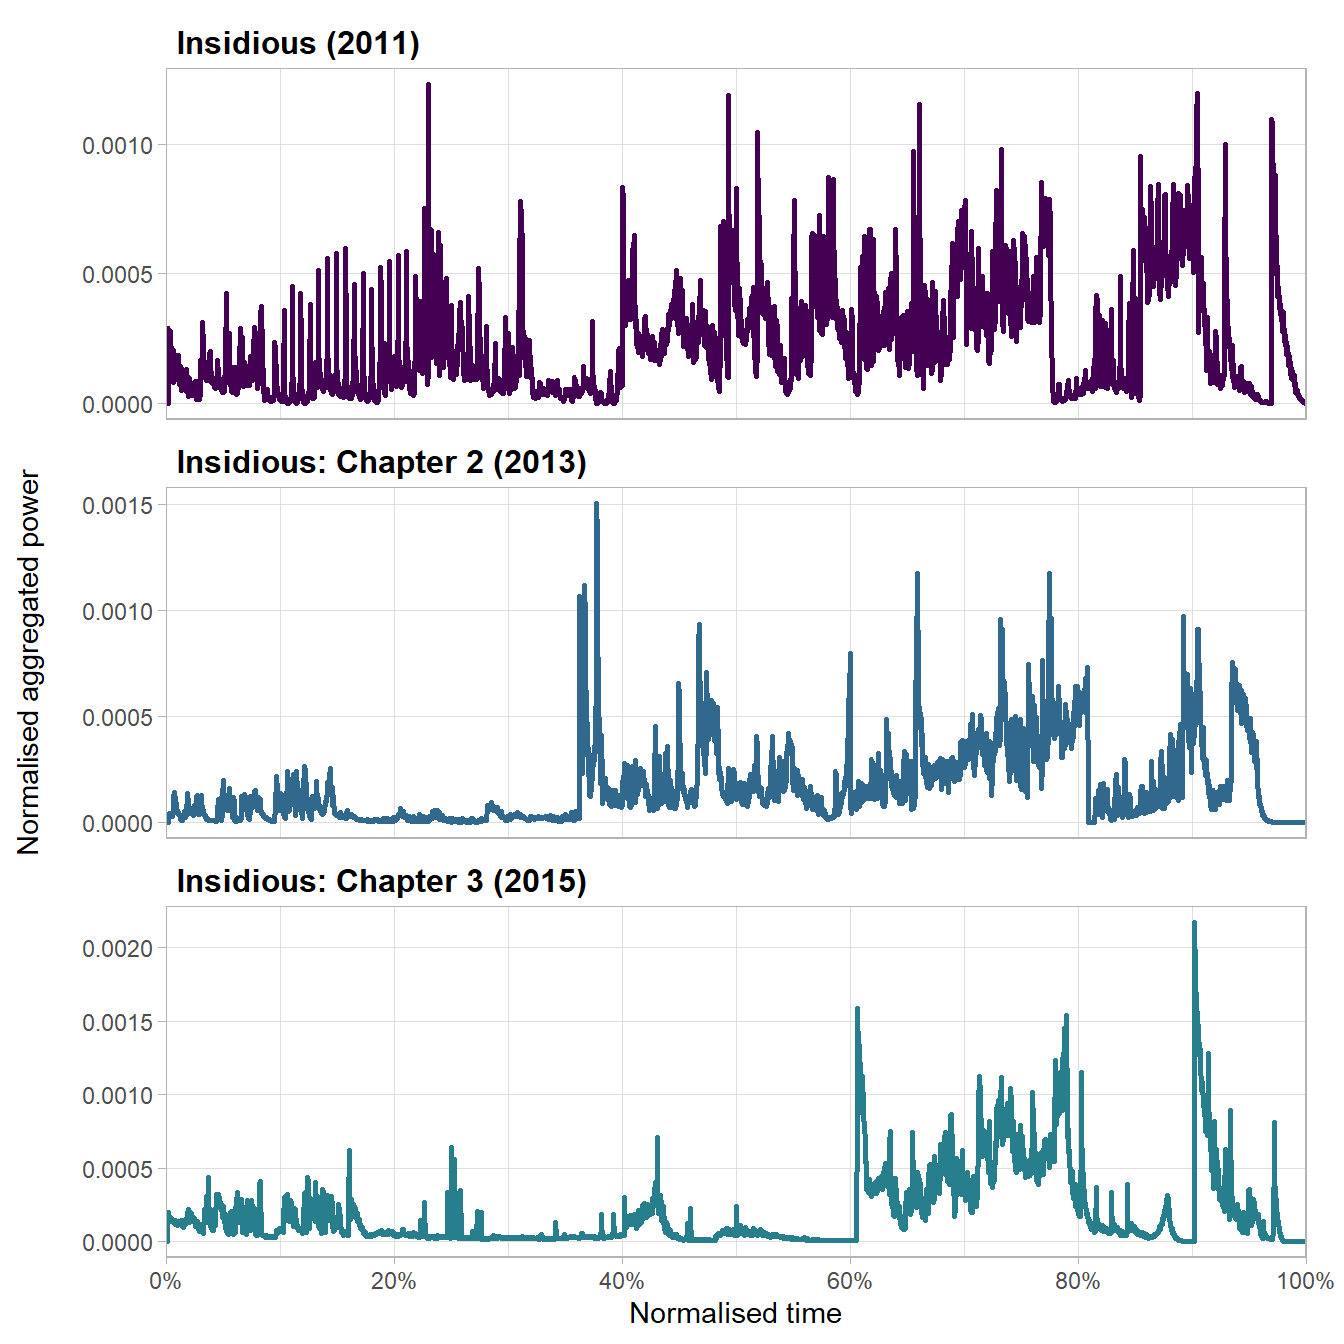 Insidious (2011)
0.0010
0.0005
0.0000
Insidious: Chapter 2 (2013)
0.0015
0.0010
0.0005
0.0000
Normalised aggregated power
Insidious: Chapter 3 (2015)
0.0020
0.0015
0.0010
0.0005
0.0000
0% 20% 40% 60% 80% 100%
Normalised time